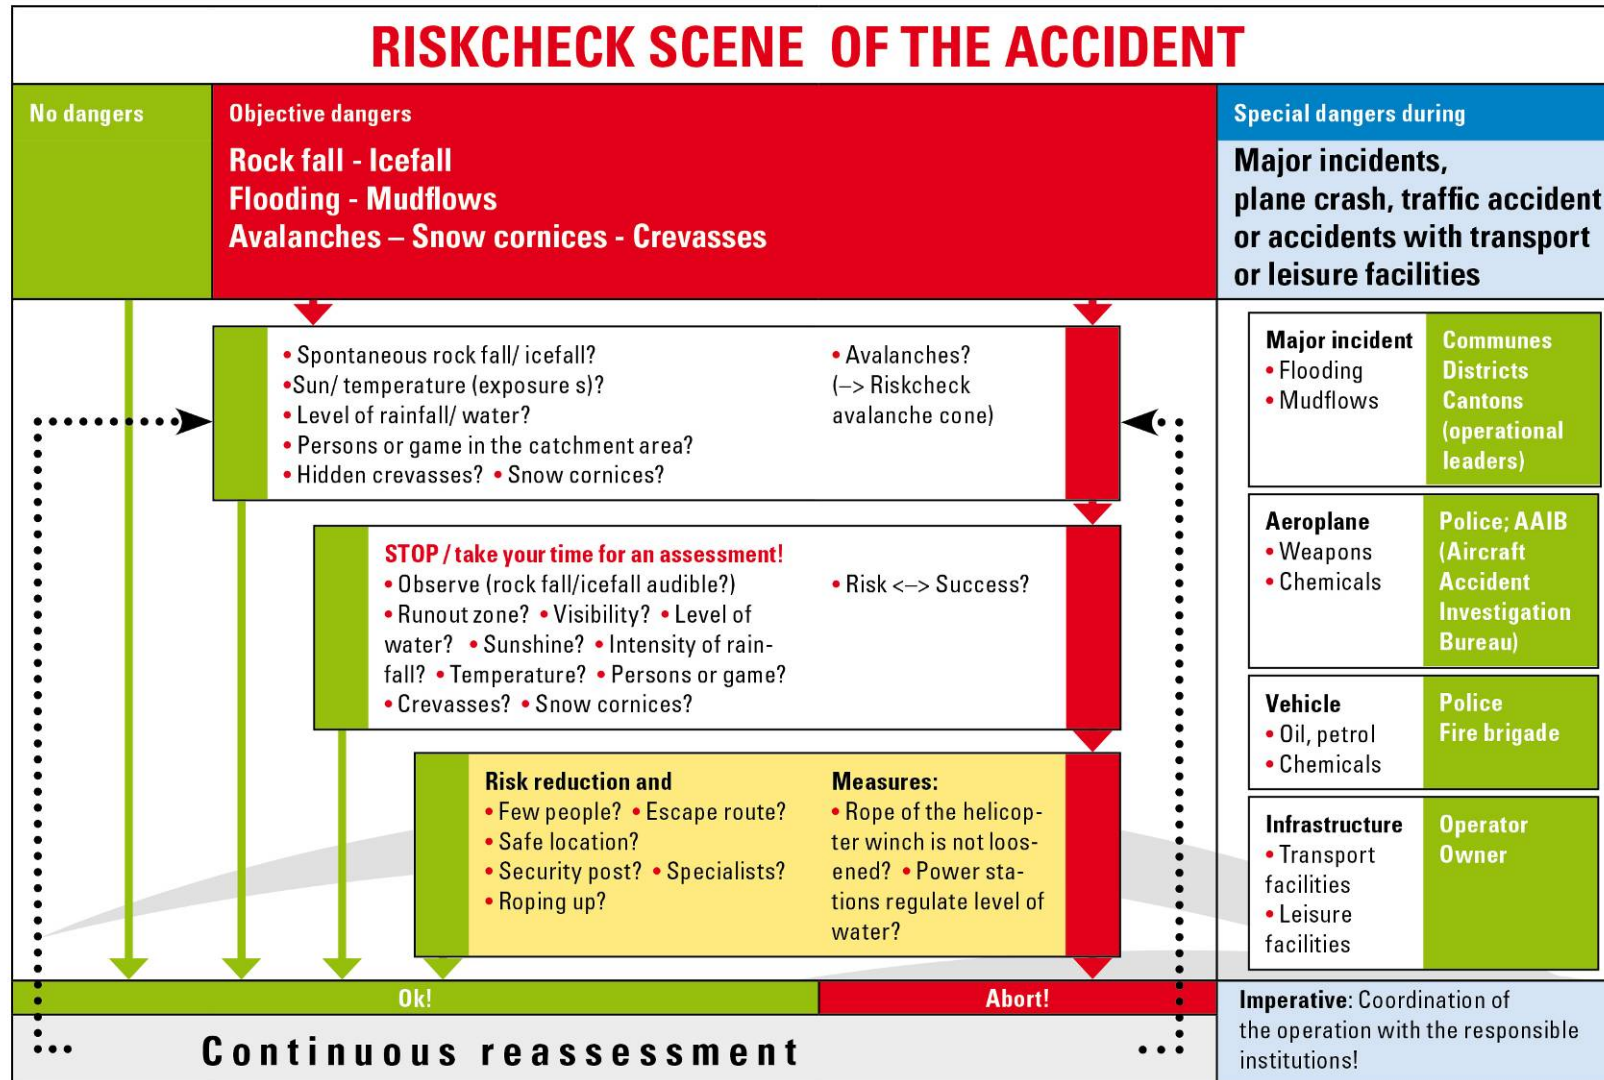 RISKCHECK SCENE OF THE ACCIDENT
No dangers
Objective dangers
Rock fall - Icefall
Flooding - Mudflows
Avalanches – Snow cornices - Crevasses
Special dangers during
Major incidents,
plane crash, traffic accident
or accidents with transport
or leisure facilities
• Spontaneous rock fall/ icefall?
•Sun/ temperature (exposure s)?
• Level of rainfall/ water?
• Persons or game in the catchment area?
• Hidden crevasses? • Snow cornices?
• Avalanches?
(–> Riskcheck
avalanche cone)
STOP / take your time for an assessment!
• Observe (rock fall/icefall audible?)
• Runout zone? • Visibility? • Level of
water? • Sunshine? • Intensity of rain-
fall? • Temperature? • Persons or game?
• Crevasses? • Snow cornices?
• Risk <–> Success?
Risk reduction and
• Few people? • Escape route?
• Safe location?
• Security post? • Specialists?
• Roping up?
Measures:
• Rope of the helicop-
ter winch is not loos-
ened? • Power sta-
tions regulate level of
water?
Major incident
• Flooding
• Mudflows
Communes
Districts
Cantons
(operational
leaders)
Aeroplane
• Weapons
• Chemicals
Police; AAIB
(Aircraft
Accident
Investigation
Bureau)
Vehicle
• Oil, petrol
• Chemicals
Police
Fire brigade
Infrastructure
• Transport
facilities
• Leisure
facilities
Operator
Owner
Ok!
Abort!
Continuous reassessment
Imperative: Coordination of
the operation with the responsible
institutions!